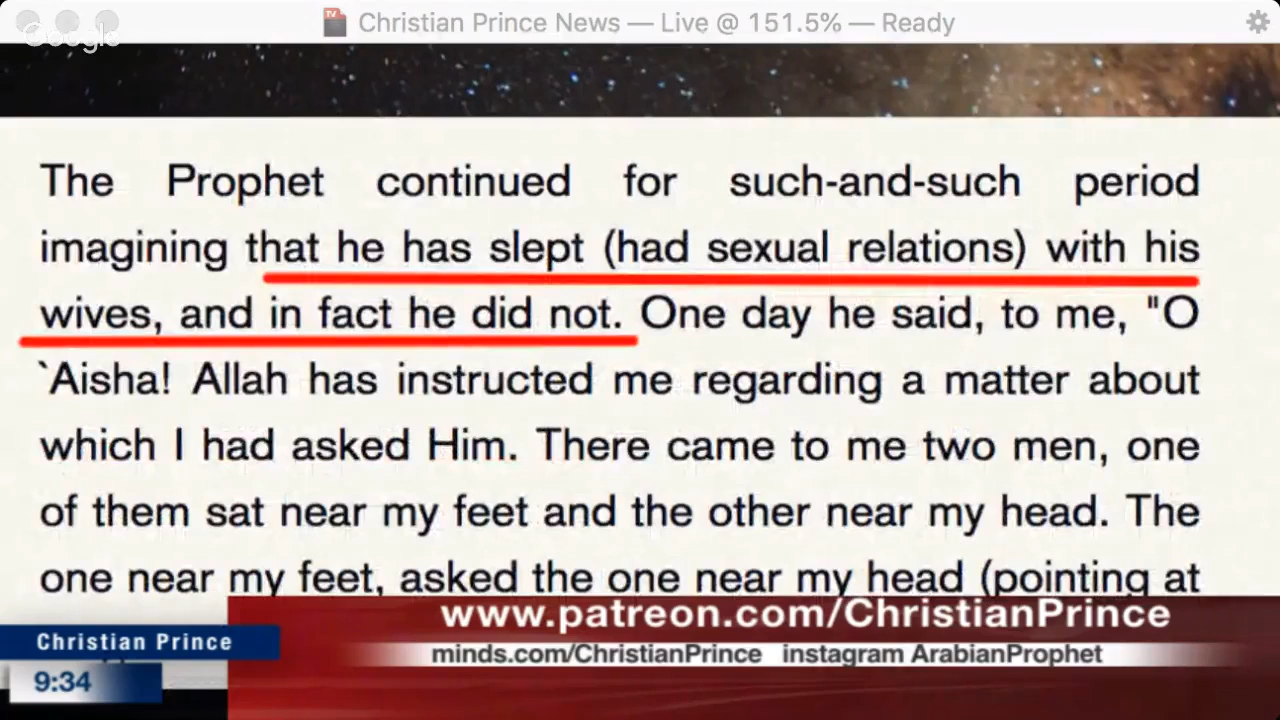 Christian Prince News — Live @ 151.5% — Ready
Google
The Prophet continued for such-and-such period
imagining that he has slept (had sexual relations) with his
wives, and in fact he did not. One day he said, to me, "O
`Aisha! Allah has instructed me regarding a matter about
which I had asked Him. There came to me two men, one
of them sat near my feet and the other near my head. The
one near my feet, asked the one near my head (pointing at
www.patreon.com/ChristianPrince
Christian Prince
minds.com/ChristianPrince instagram ArabianProphet
9:34